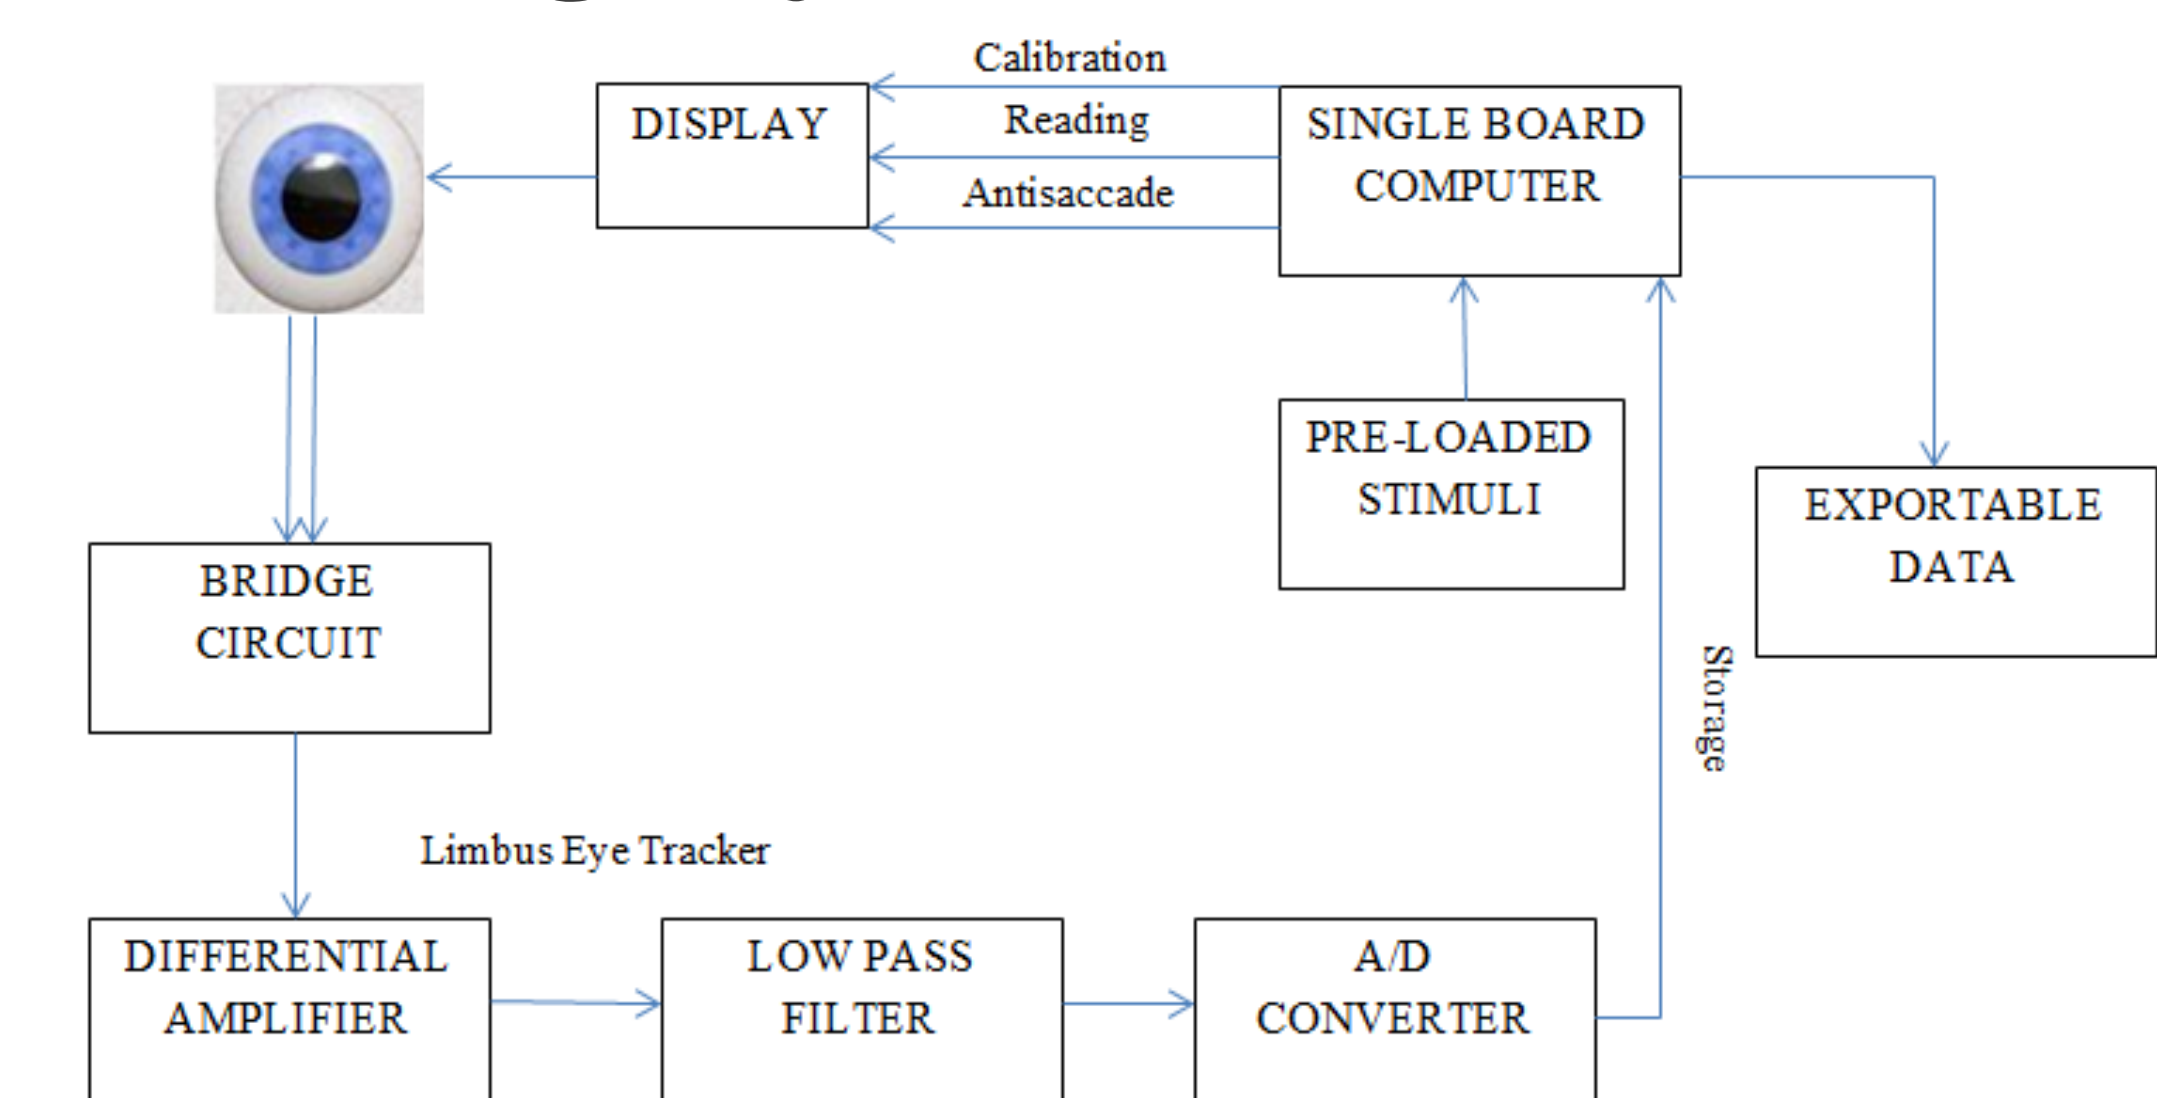 Calibration
DISPLAY
Reading
Antisaccade
SINGLE BOARD
COMPUTER
PRE-LOADED
STIMULI
EXPORTABLE
DATA
BRIDGE
CIRCUIT
Storage
Limbus Eye Tracker
DIFFERENTIAL
AMPLIFIER
LOW PASS
FILTER
A/D
CONVERTER